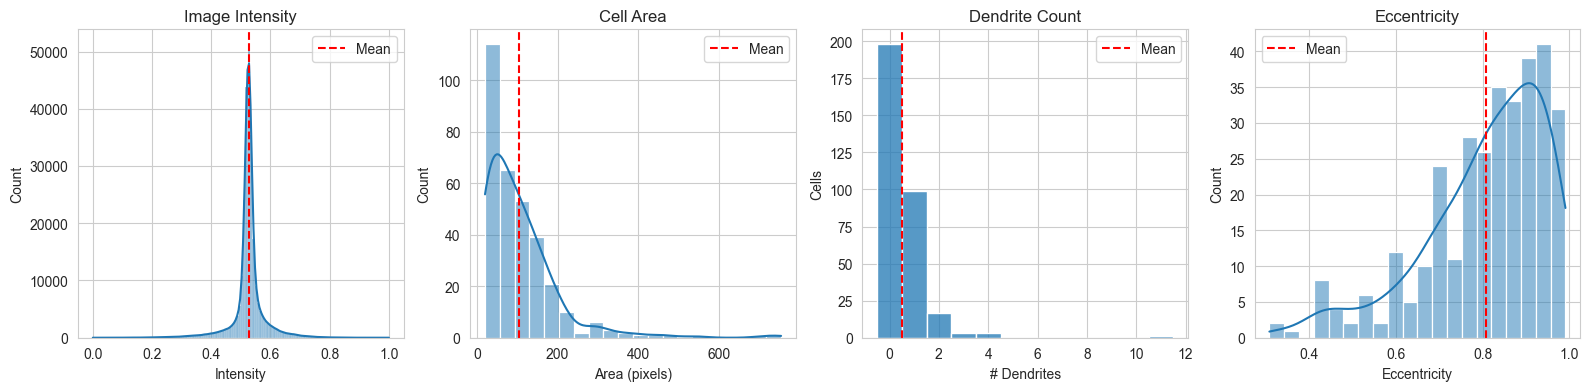 Image Intensity
Mean
50000
40000
30000
20000
10000
0
Count
0.0 0.2 0.4 0.6 0.8 1.0
Intensity
Cell Area
Mean
100
80
60
40
20
0
Count
0 200 400 600
Area (pixels)
Dendrite Count
Mean
200
175
150
125
100
75
50
25
0
Cells
0 2 4 6 8 10 12
# Dendrites
Eccentricity
Mean
40
35
30
25
20
15
10
5
0
Count
0.4 0.6 0.8 1.0
Eccentricity